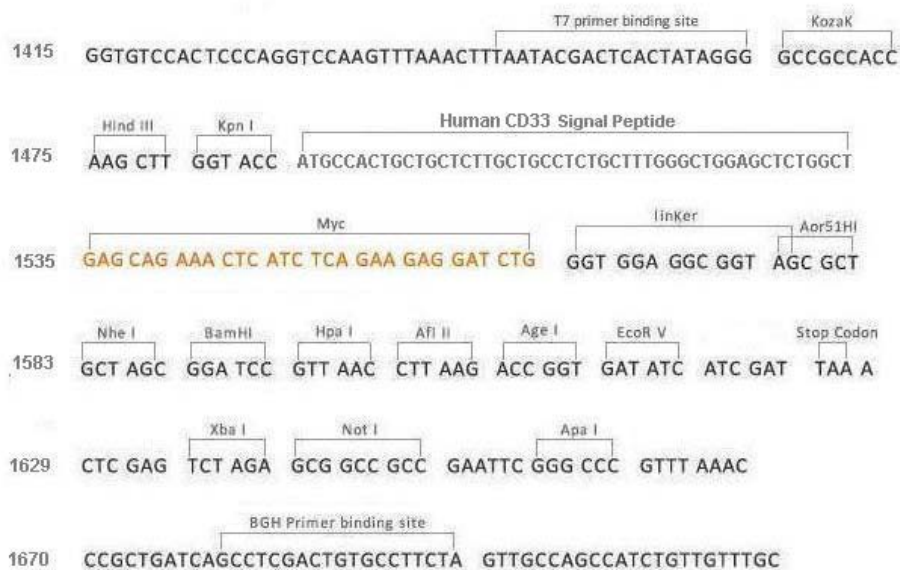 T7 primer binding site KozaK
1415 GGTGTCCACTCCCAGGTCCAAGTTTAAACTTTAATACGACTCACTATAGGG GCCGCCACC
Hind III Kpn I Human CD33 Signal Peptide
1475 AAG CTT GGT ACC ATGCCACTGCTGCTCTTGCTGCCTCTGCTTTGGGCTGGAGCTCTGGCT
Myc linKer Aor51HI
1535 GAG CAG AAA CTC ATC TCA GAA GAG GAT CTG GGT GGA GGC GGT AGC GCT
Nhe I BamHI Hpa I Afl II Age I EcoR V Stop Codon
1583 GCT AGC GGA TCC GTT AAC CTT AAG ACC GGT GAT ATC ATC GAT TAA A
Xba I Not I Apa I
1629 CTC GAG TCT AGA GCG GCCGCC GAATTC GGG CCC GTTT AAAC
BGH Primer binding site
1670 CCGCTGATCAGCCTCGACTGTGCCTTCTA GTTGCCAGCCATCTGTTGTTTGC